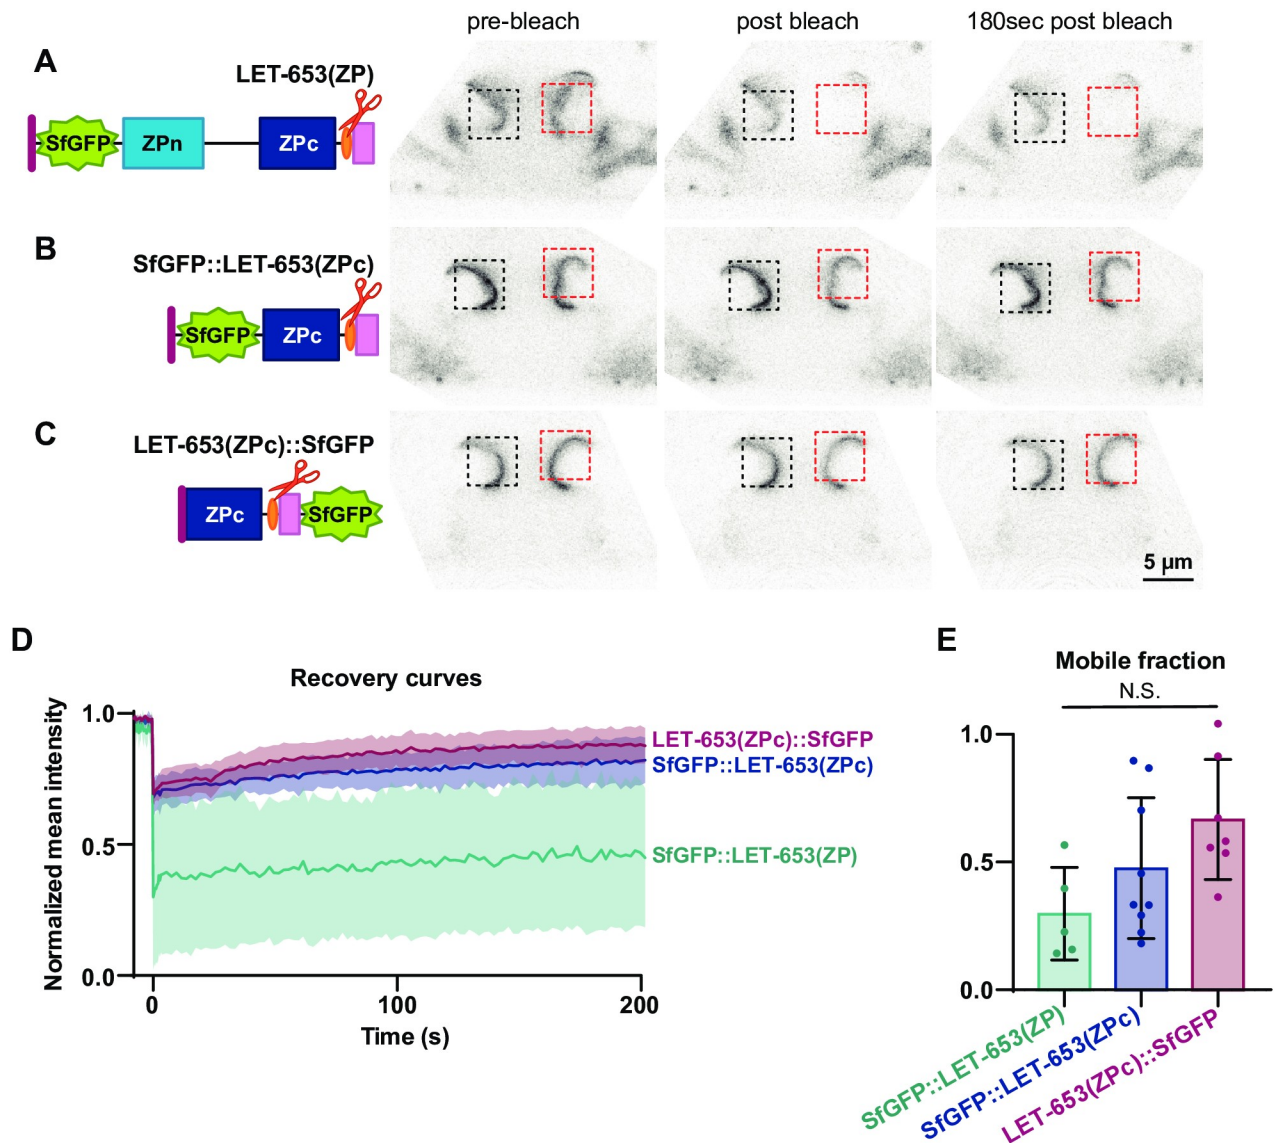 pre-bleach
post bleach
180sec post bleach
A
LET-653(ZP)
SfGFP
ZPn
ZPc
B
SfGFP::LET-653(ZPc)
SfGFP
ZPc
C
LET-653(ZPc)::SfGFP
ZPc
SfGFP
5 µm
D
Recovery curves
Normalized mean intensity
1.0
0.5
0.0
0
100
200
Time (s)
LET-653(ZPc)::SfGFP
SfGFP::LET-653(ZPc)
SfGFP::LET-653(ZP)
E
Mobile fraction
N.S.
1.0
0.5
0.0
SfGFP::LET-653(ZP)
SfGFP::LET-653(ZPc)
LET-653(ZPc)::SfGFP